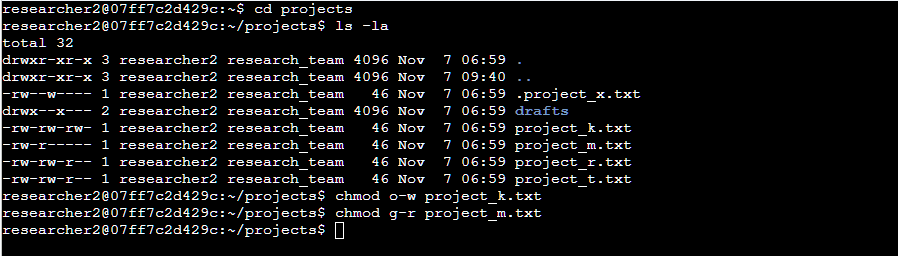 researcher2@07ff7c2d429c:~$ cd projects
researcher2@07ff7c2d429c:~/projects$ ls -la
total 32
drwxr-xr-x 3 researcher2 research_team 4096 Nov  7 06:59 .
drwxr-xr-x 3 researcher2 research_team 4096 Nov  7 09:40 ..
-rw--w---- 1 researcher2 research_team   46 Nov  7 06:59 .project_x.txt
drwx--x--- 2 researcher2 research_team 4096 Nov  7 06:59 drafts
-rw-rw-rw- 1 researcher2 research_team   46 Nov  7 06:59 project_k.txt
-rw-r----- 1 researcher2 research_team   46 Nov  7 06:59 project_m.txt
-rw-rw-r-- 1 researcher2 research_team   46 Nov  7 06:59 project_r.txt
-rw-rw-r-- 1 researcher2 research_team   46 Nov  7 06:59 project_t.txt
researcher2@07ff7c2d429c:~/projects$ chmod o-w project_k.txt
researcher2@07ff7c2d429c:~/projects$ chmod g-r project_m.txt
researcher2@07ff7c2d429c:~/projects$